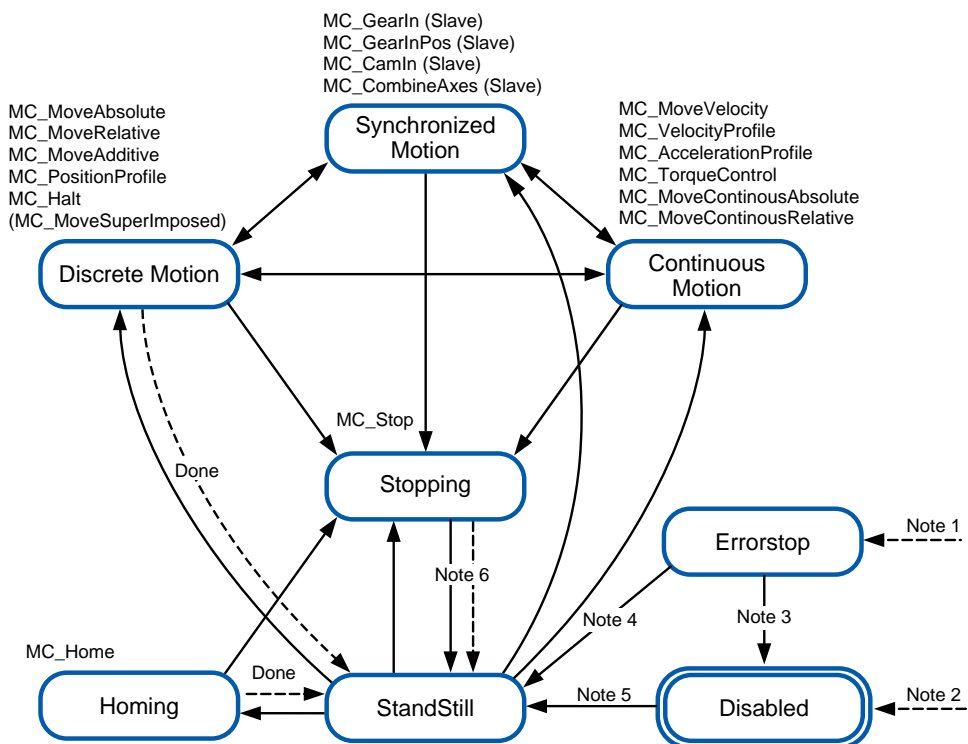 MC_GearIn (Slave)
MC_GearInPos (Slave)
MC_CamIn (Slave)
MC_CombineAxes (Slave)
MC_MoveAbsolute
MC_MoveRelative
MC_MoveAdditive
MC_PositionProfile
MC_Halt
(MC_MoveSuperImposed)
Synchronized
Motion
MC_MoveVelocity
MC_VelocityProfile
MC_AccelerationProfile
MC_TorqueControl
MC_MoveContinousAbsolute
MC_MoveContinousRelative
Discrete Motion
Continuous
Motion
MC_Stop
Done
Stopping
Errorstop
Note 1
Note 6
Note 4
Note 3
MC_Home
Done
Homing
StandStill
Note 5
Disabled
Note 2